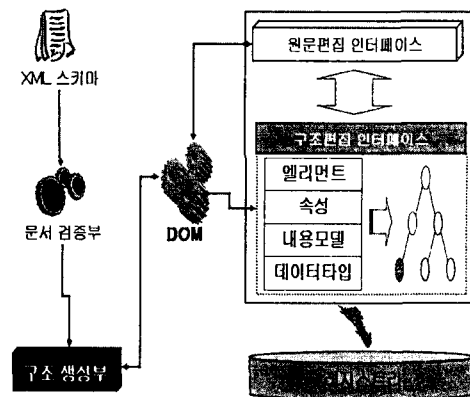 원문편집 인터페이스
XML 스키마
구조편집 인터페이스
엘리먼트
속성
내용모델
데이터타입
문서 검증부
DOM
구조 생성부